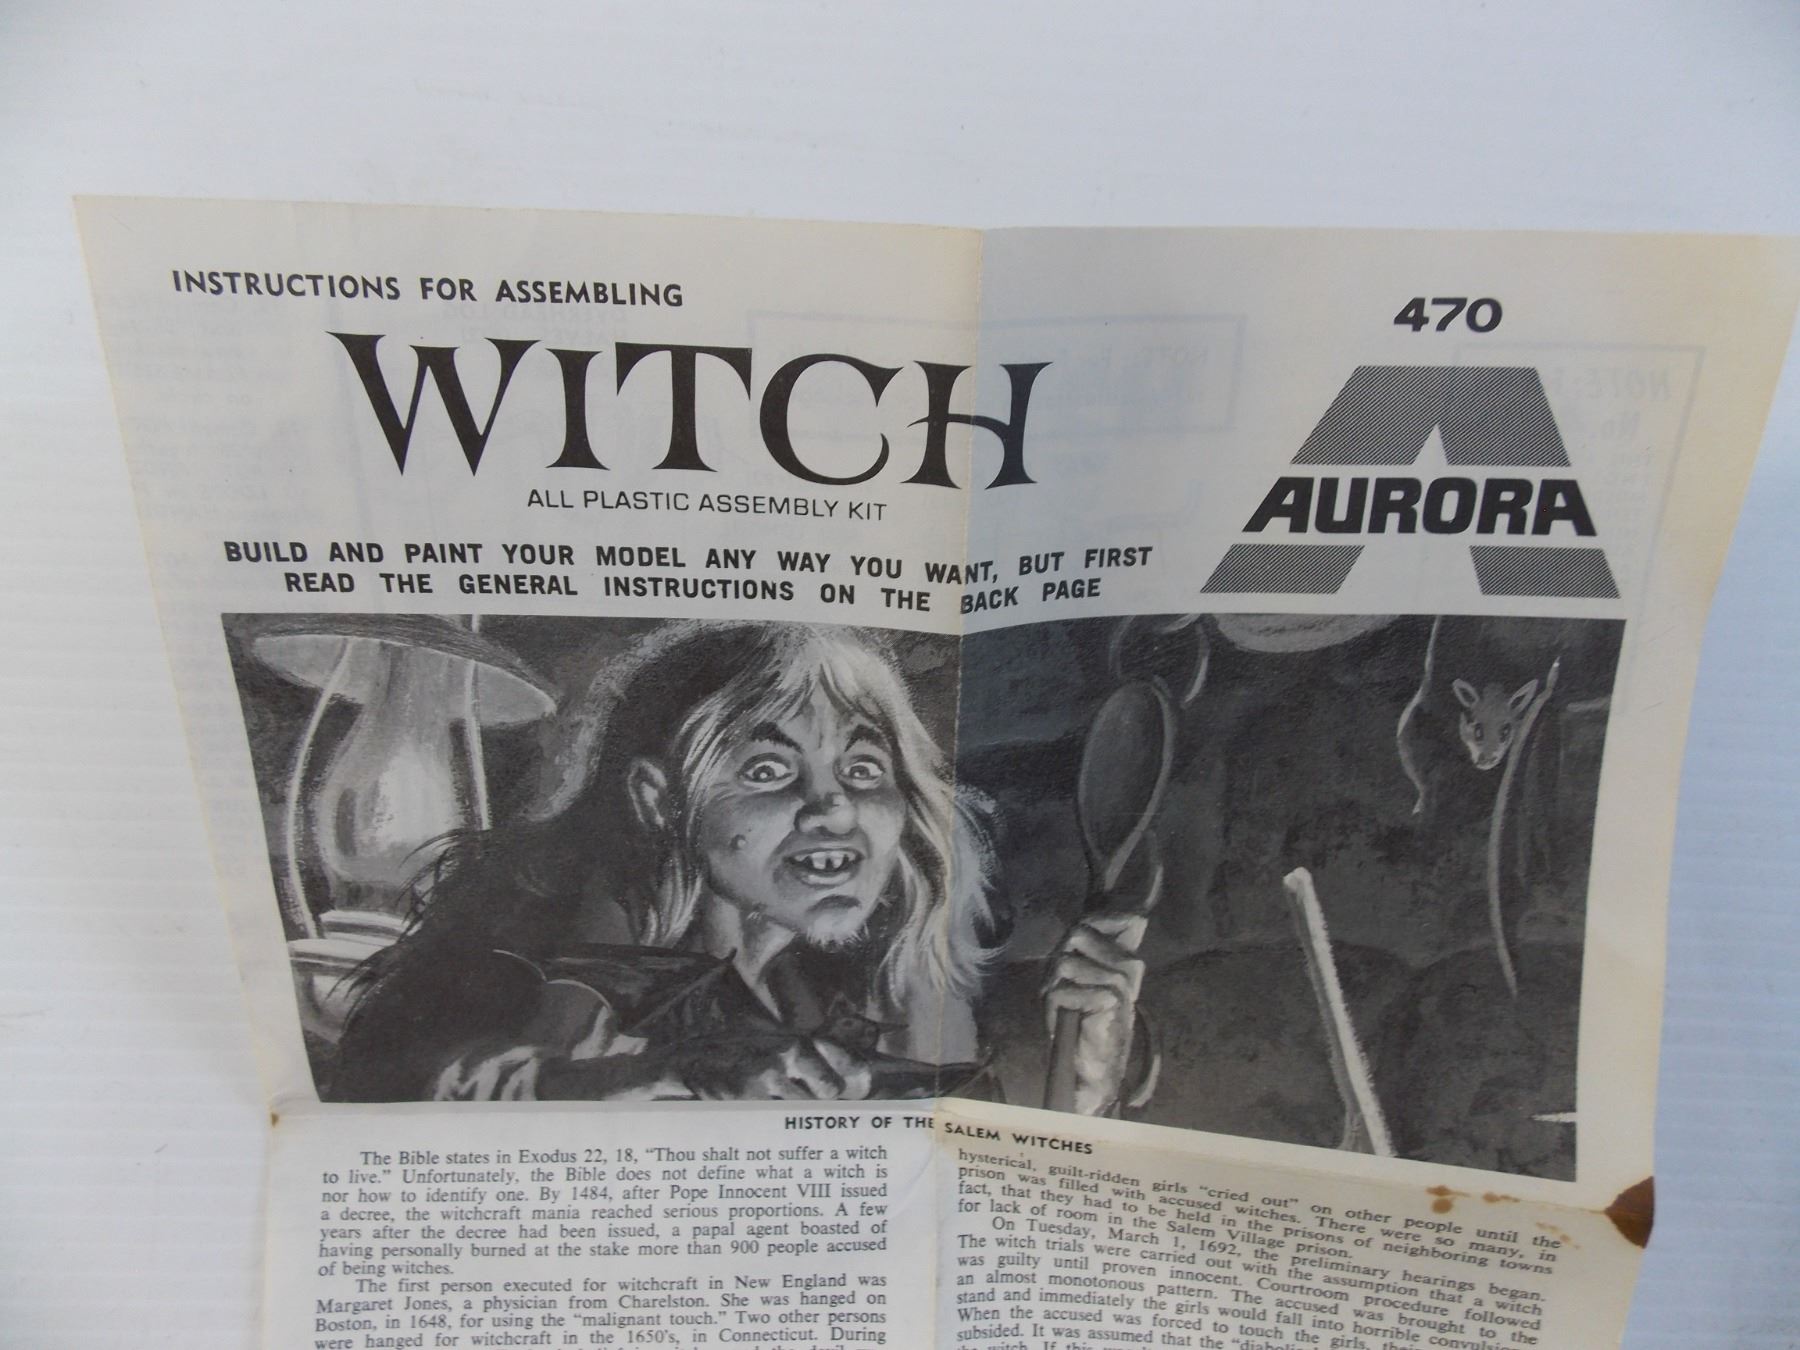 INSTRUCTIONS FOR ASSEMBLING
WITCH
ALL PLASTIC ASSEMBLY KIT
BUILD AND PAINT YOUR MODEL ANY WAY YOU WANT, BUT FIRST
READ THE GENERAL INSTRUCTIONS ON THE BACK PAGE
470
AURORA
HISTORY OF THE SALEM WITCHES
The Bible states in Exodus 22, 18, “Thou shalt not suffer a witch
to live.” Unfortunately, the Bible does not define what a witch is
nor how to identify one. By 1484, after Pope Innocent VIII issued
a decree, the witchcraft mania reached serious proportions. A few
years after the decree had been issued, a papal agent boasted of
having personally burned at the stake more than 900 people accused
of being witches.
The first person executed for witchcraft in New England was
Margaret Jones, a physician from Charelston. She was hanged on
Boston, in 1648, for using the “malignant touch.” Two other persons
were hanged for witchcraft in the 1650's, in Connecticut. During
hysterical, guilt-ridden girls “cried out” on other people until the
prison was filled with accused witches. There were so many, in
fact, that they had to be held in the prisons of neighboring towns
for lack of room in the Salem Village prison.
On Tuesday, March 1, 1692, the preliminary hearings began.
The witch trials were carried out with the assumption that a witch
was guilty until proven innocent. Courtroom procedure followed
an almost monotonous pattern. The accused was brought to the
stand and immediately the girls would fall into horrible convulsions.
When the accused was forced to touch the girls, their
subsided. It was assumed that the
the witch. If this